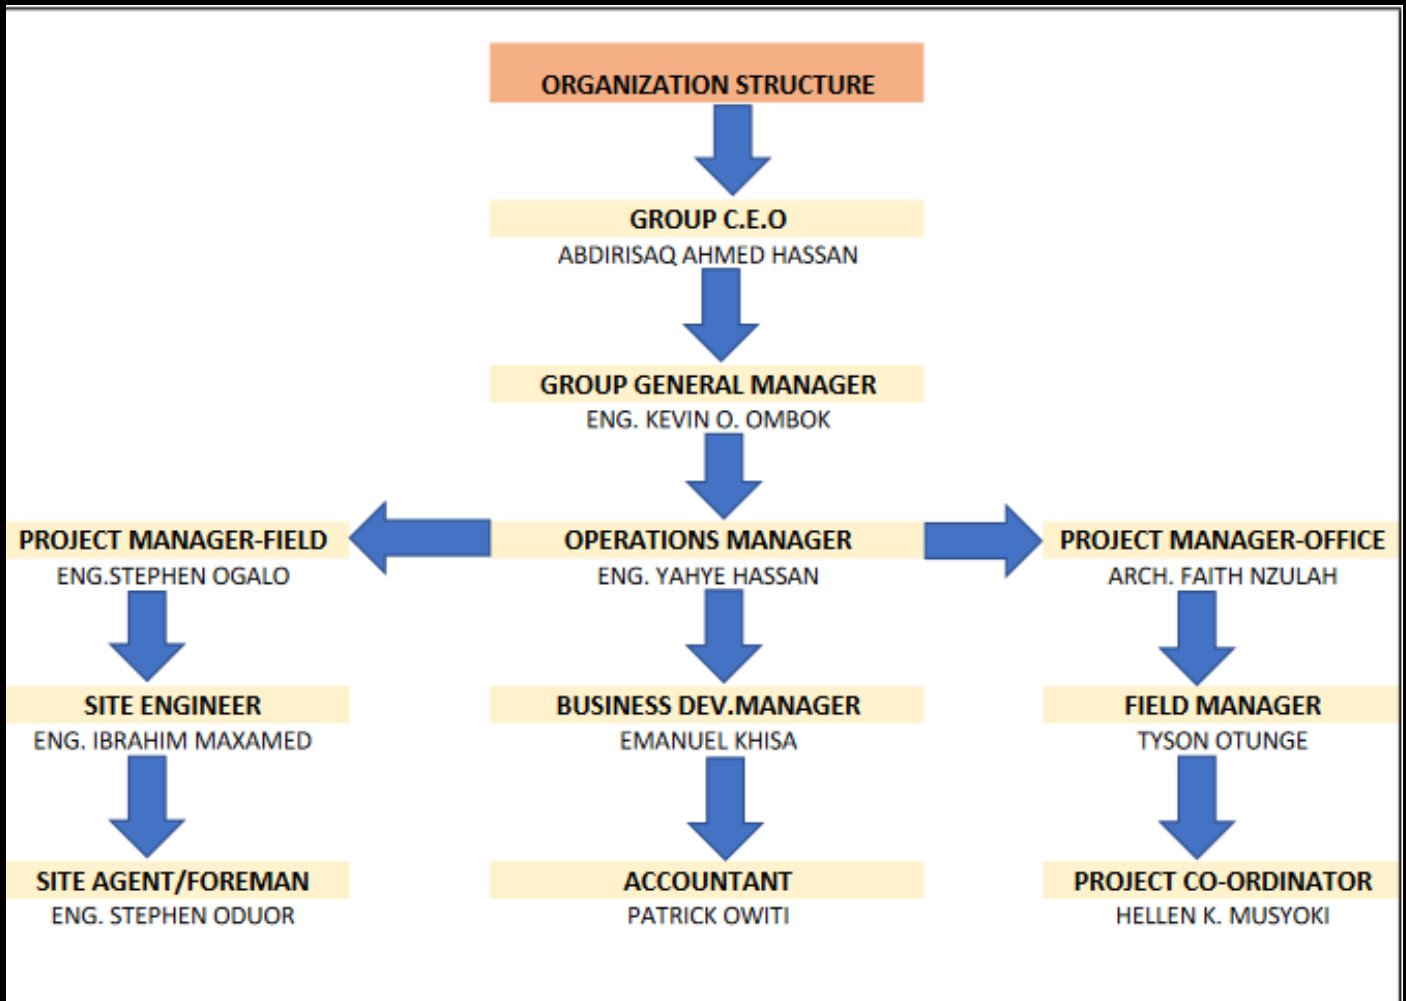 ORGANIZATION STRUCTURE
GROUP C.E.O
ABDIRISAQ AHMED HASSAN
GROUP GENERAL MANAGER
ENG. KEVIN O. OMBOK
PROJECT MANAGER-FIELD
OPERATIONS MANAGER
PROJECT MANAGER-OFFICE
ENG.STEPHEN OGALO
ENG. YAHYE HASSAN
ARCH. FAITH NZULAH
SITE ENGINEER
BUSINESS DEV.MANAGER
FIELD MANAGER
ENG. IBRAHIM MAXAMED
EMANUEL KHISA
TYSON OTUNGE
SITE AGENT/FOREMAN
ACCOUNTANT
PROJECT CO-ORDINATOR
ENG. STEPHEN ODUOR
PATRICK OWITI
HELLEN K. MUSYOKI